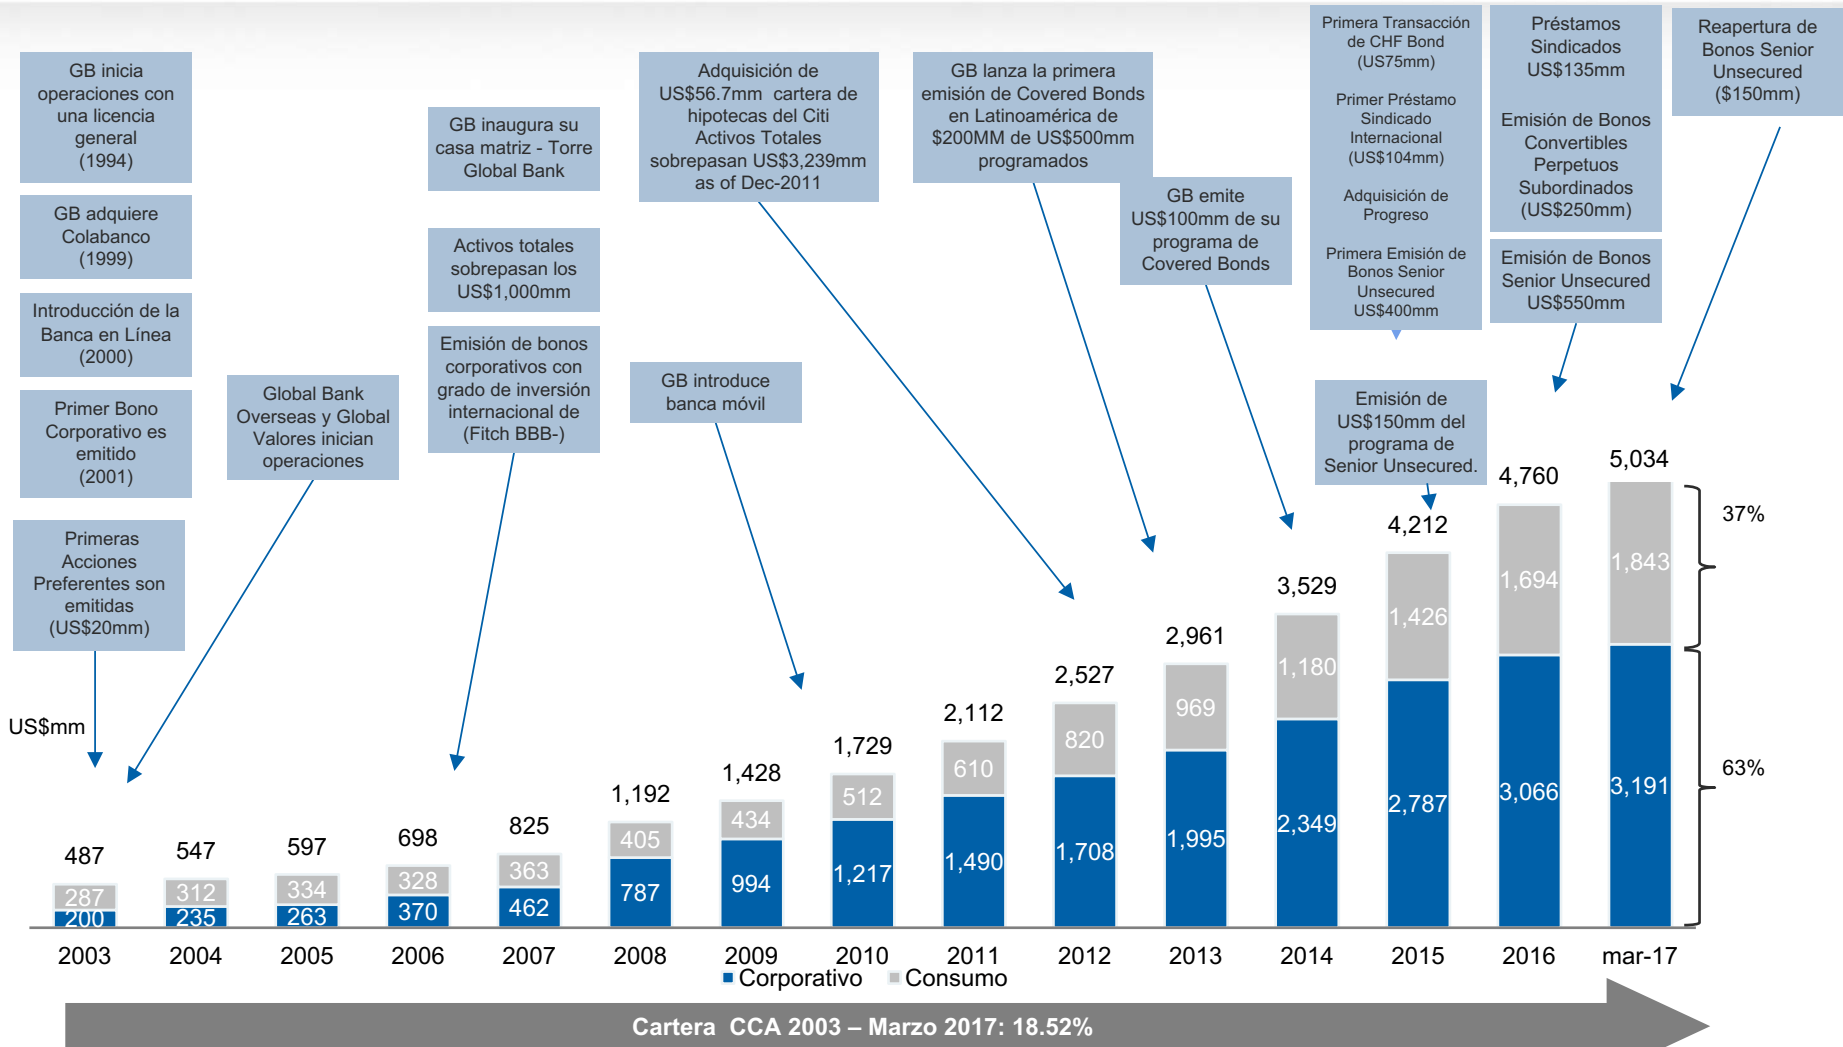 GB inicia
operaciones con
una licencia
general
(1994)
GB adquiere
Colabanco
(1999)
Introducción de la
Banca en Línea
(2000)
Primer Bono
Corporativo es
emitido
(2001)
Primeras
Acciones
Preferentes son
emitidas
(US$20mm)
Global Bank
Overseas y Global
Valores inician
operaciones
GB inaugura su
casa matriz - Torre
Global Bank
Activos totales
sobrepasan los
US$1,000mm
Emisión de bonos
corporativos con
grado de inversión
internacional de
(Fitch BBB-)
GB introduce
banca móvil
Adquisición de
US$56.7mm cartera de
hipotecas del Citi
Activos Totales
sobrepasan US$3,239mm
as of Dec-2011
GB lanza la primera
emisión de Covered Bonds
en Latinoamérica de
$200MM de US$500mm
programados
GB emite
US$100mm de su
programa de
Covered Bonds
Primera Transacción
de CHF Bond
(US75mm)
Primer Préstamo
Sindicado
Internacional
(US$104mm)
Adquisición de
Progreso
Primera Emisión de
Bonos Senior
Unsecured
US$400mm
Emisión de
US$150mm del
programa de
Senior Unsecured.
Préstamos
Sindicados
US$135mm
Emisión de Bonos
Convertibles
Perpetuos
Subordinados
(US$250mm)
Emisión de Bonos
Senior Unsecured
US$550mm
Reapertura de
Bonos Senior
Unsecured
($150mm)
US$mm
487 547 597 698 825 1,192 1,428 1,729 2,112 2,527 2,961 3,529 4,212 4,760 5,034
287 312 334 328 363 405 434 512 610 820 969 1,180 1,426 1,694 1,843
200 235 263 370 462 787 994 1,217 1,490 1,708 1,995 2,349 2,787 3,066 3,191
37%
63%
2003 2004 2005 2006 2007 2008 2009 2010 2011 2012 2013 2014 2015 2016 mar-17
Corporativo Consumo
Cartera CCA 2003 – Marzo 2017: 18.52%